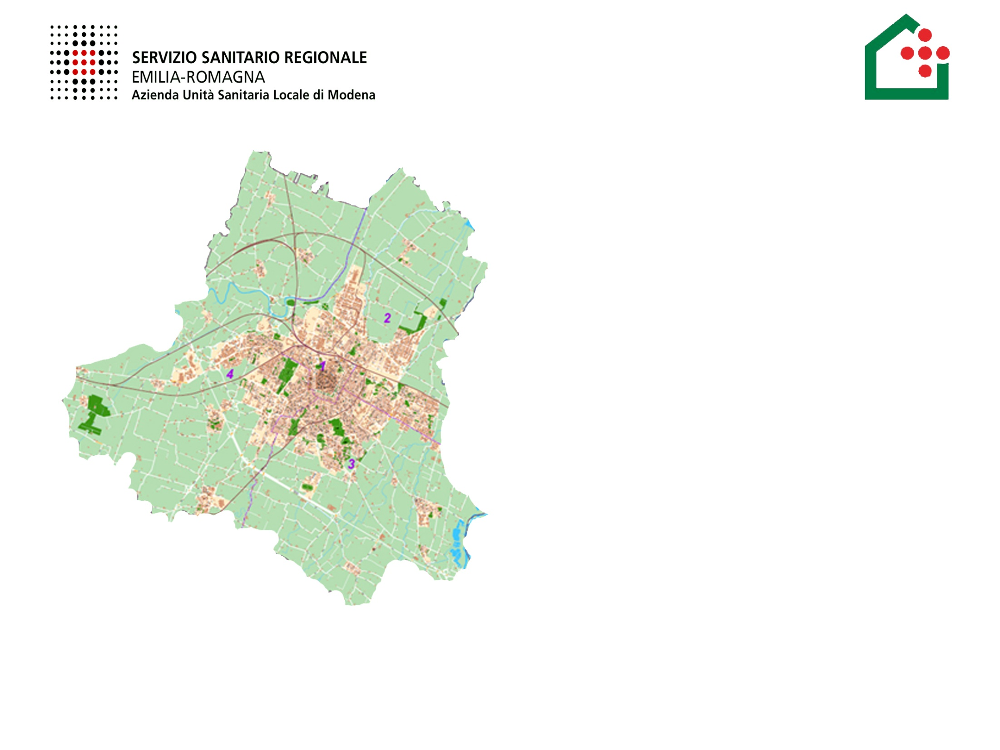 SERVIZIO SANITARIO REGIONALE
EMILIA-ROMAGNA
Azienda Unità Sanitaria Locale di Modena
2
1
4
3